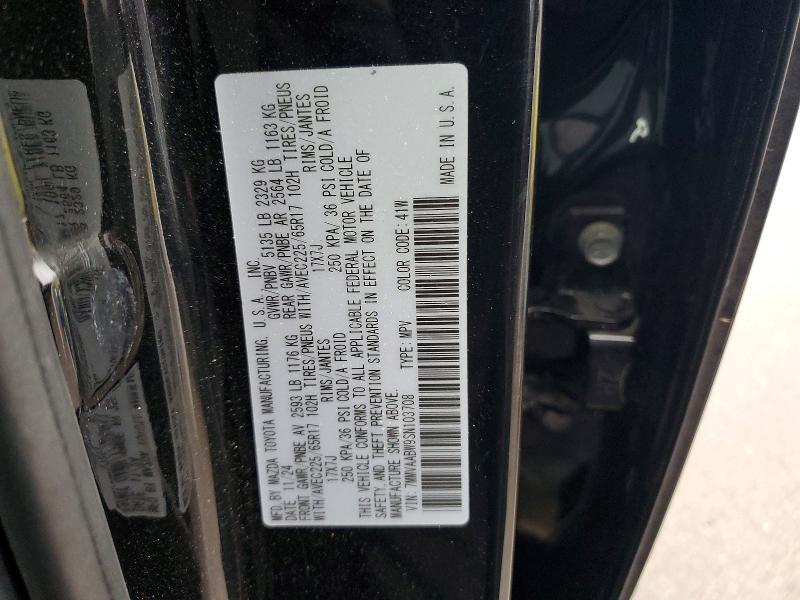 MFD. BY MAZDA TOYOTA MANUFACTURING, U.S.A., INC.
DATE: 11/24 GVWR/PNBV 5135 LB 2329 KG
FRONT GAWR/PNBE AV 2593 LB 1176 KG REAR GAWR/PNBE AR 2564 LB 1163 KG
WITH/AVEC225/65R17 102H TIRES/PNEUS WITH/AVEC225/65R17 102H TIRES/PNEUS
17X7J RIMS/JANTES 17X7J RIMS/JANTES
250 KPA/36 PSI COLD/A FROID 250 KPA/ 36 PSI COLD/A FROID
THIS VEHICLE CONFORMS TO ALL APPLICABLE FEDERAL MOTOR VEHICLE
SAFETY AND THEFT PREVENTION STANDARDS IN EFFECT ON THE DATE OF
MANUFACTURE SHOWN ABOVE.
VIN: 7MMVAABW9SN103708 TYPE: MPV COLOR CODE: 41W
MADE IN U.S.A.